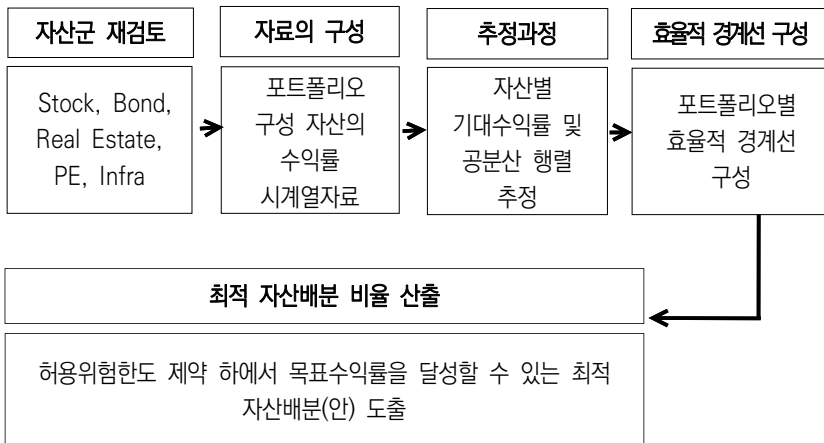 자산군 재검토
Stock, Bond,
Real Estate,
PE, Infra
자료의 구성
포트폴리오
구성 자산의
수익률
시계열자료
추정과정
자산별
기대수익률 및
공분산 행렬
추정
효율적 경계선 구성
포트폴리오별
효율적 경계선
구성
최적 자산배분 비율 산출
허용위험한도 제약 하에서 목표수익률을 달성할 수 있는 최적
자산배분(안) 도출